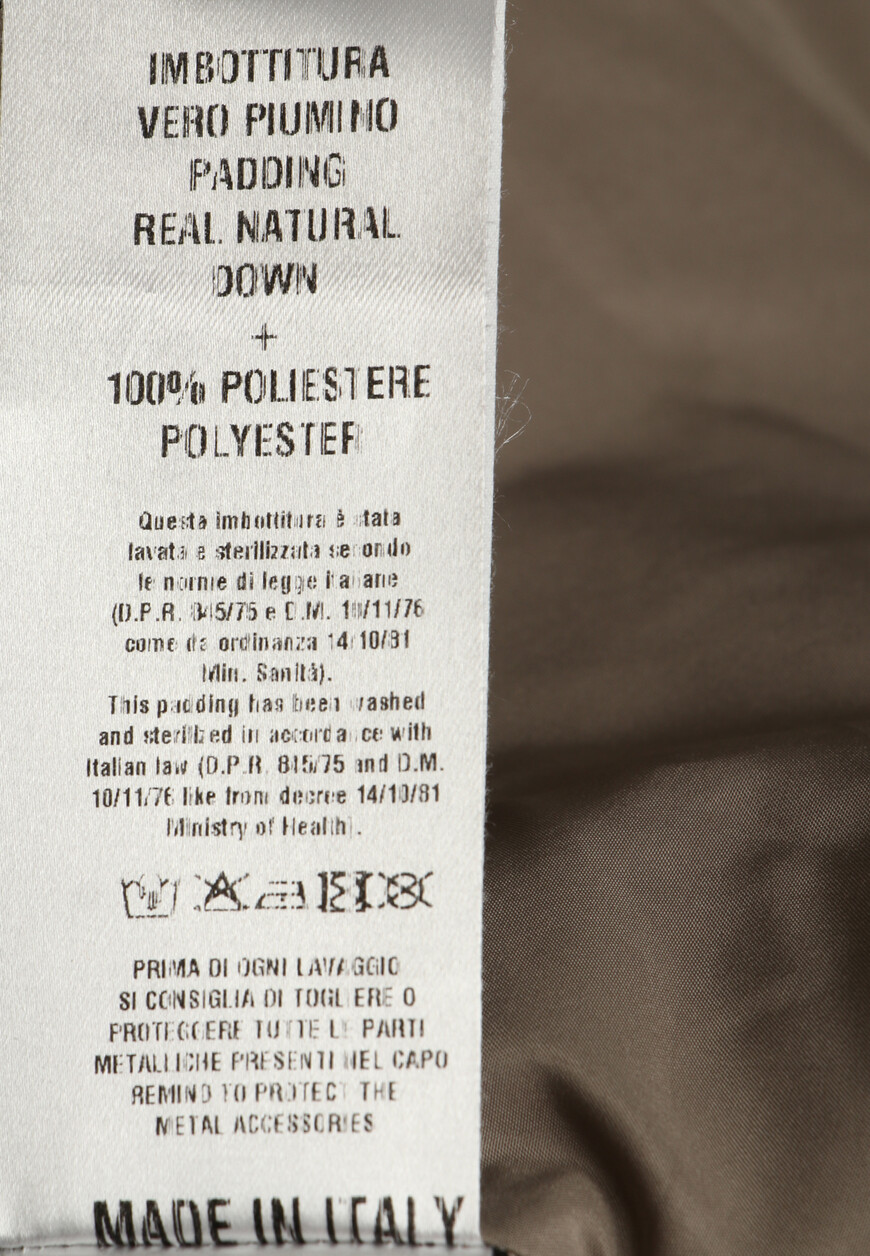 IMBOTTITURA
VERO PIUMINO
PADDING
REAL NATURAL
DOWN
+
100% POLIESTERE
POLYESTER
Questa imbottitura è stata
lavata e sterilizzata secondo
le norme di legge italiane
(D.P.R. 845/75 e D.M. 10/11/76
come da ordinanza 14/10/81
Min. Sanità).
This padding has been washed
and sterilized in accordance with
Italian law (D.P.R. 845/75 and D.M.
10/11/76 like from decree 14/10/81
Ministry of Health).
PRIMA DI OGNI LAVAGGIO
SI CONSIGLIA DI TOGLIERE O
PROTEGGERE TUTTE LE PARTI
METALLICHE PRESENTI NEL CAPO
REMIND TO PROTECT THE
METAL ACCESSORIES
MADE IN ITALY